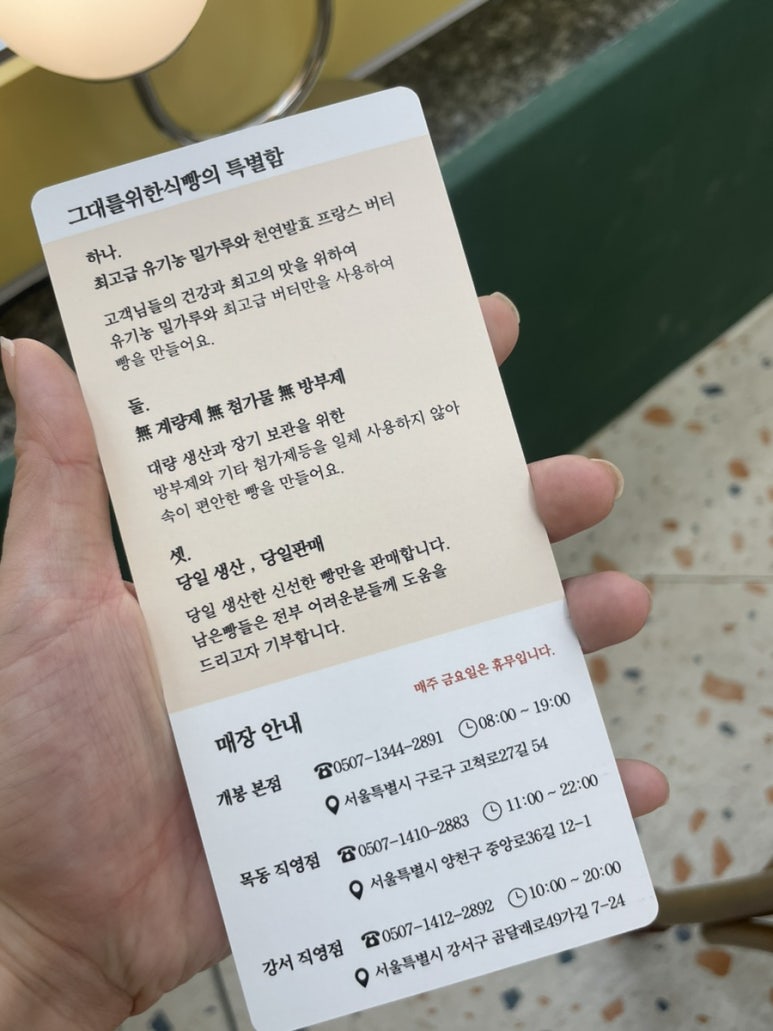 그대를위한식빵의 특별함
하나.
최고급 유기농 밀가루와 천연발효 프랑스 버터
고객님들의 건강과 최고의 맛을 위하여
유기농 밀가루와 최고급 버터만을 사용하여
빵을 만들어요.
둘.
無 계량제 無 첨가물 無 방부제
대량 생산과 장기 보관을 위한
방부제와 기타 첨가제등을 일체 사용하지 않아
속이 편안한 빵을 만들어요.
셋.
당일 생산 , 당일판매
당일 생산한 신선한 빵만을 판매합니다.
남은빵들은 전부 어려운분들께 도움을
드리고자 기부합니다.
매주 금요일은 휴무입니다.
매장 안내
개봉 본점 ☎0507-1344-2891 08:00 ~ 19:00
서울특별시 구로구 고척로27길 54
목동 직영점 ☎0507-1410-2883 11:00 ~ 22:00
서울특별시 양천구 중앙로36길 12-1
강서 직영점 ☎0507-1412-2892 10:00 ~ 20:00
서울특별시 강서구 곰달래로49가길 7-24